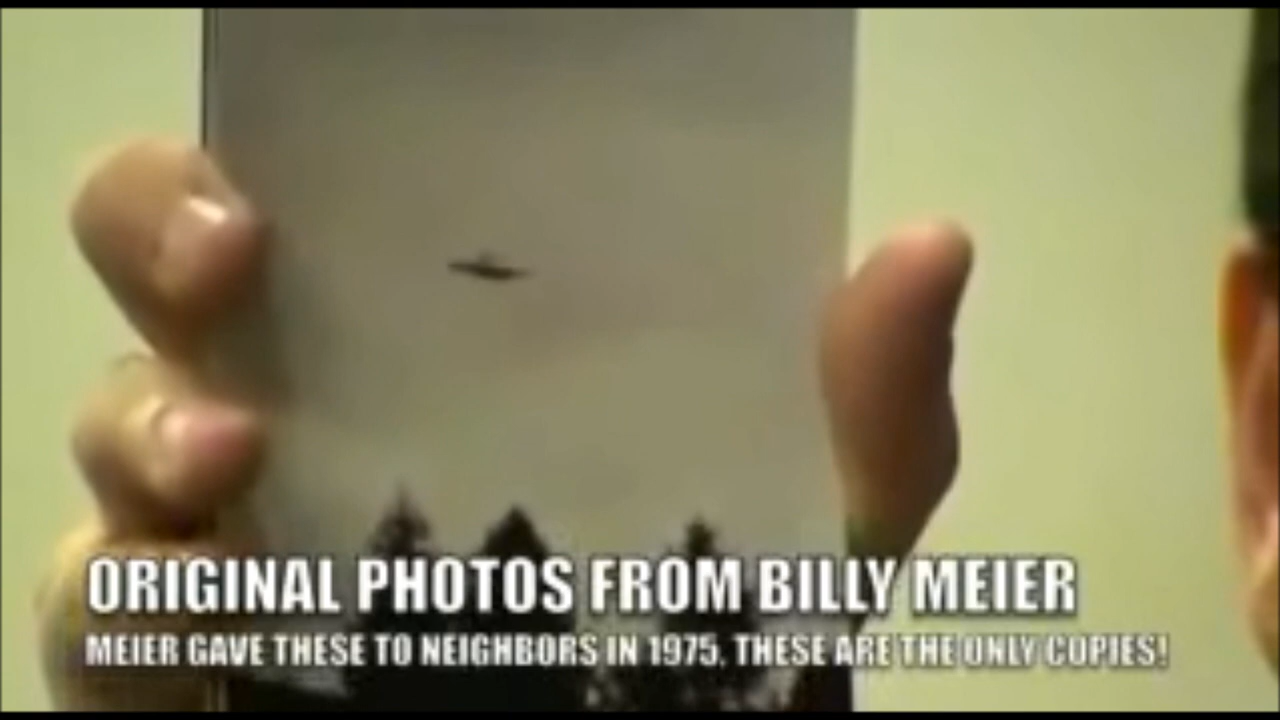 ORIGINAL PHOTOS FROM BILLY MEIER
MEIER GAVE THESE TO NEIGHBORS IN 1975. THESE ARE THE ONLY COPIES!